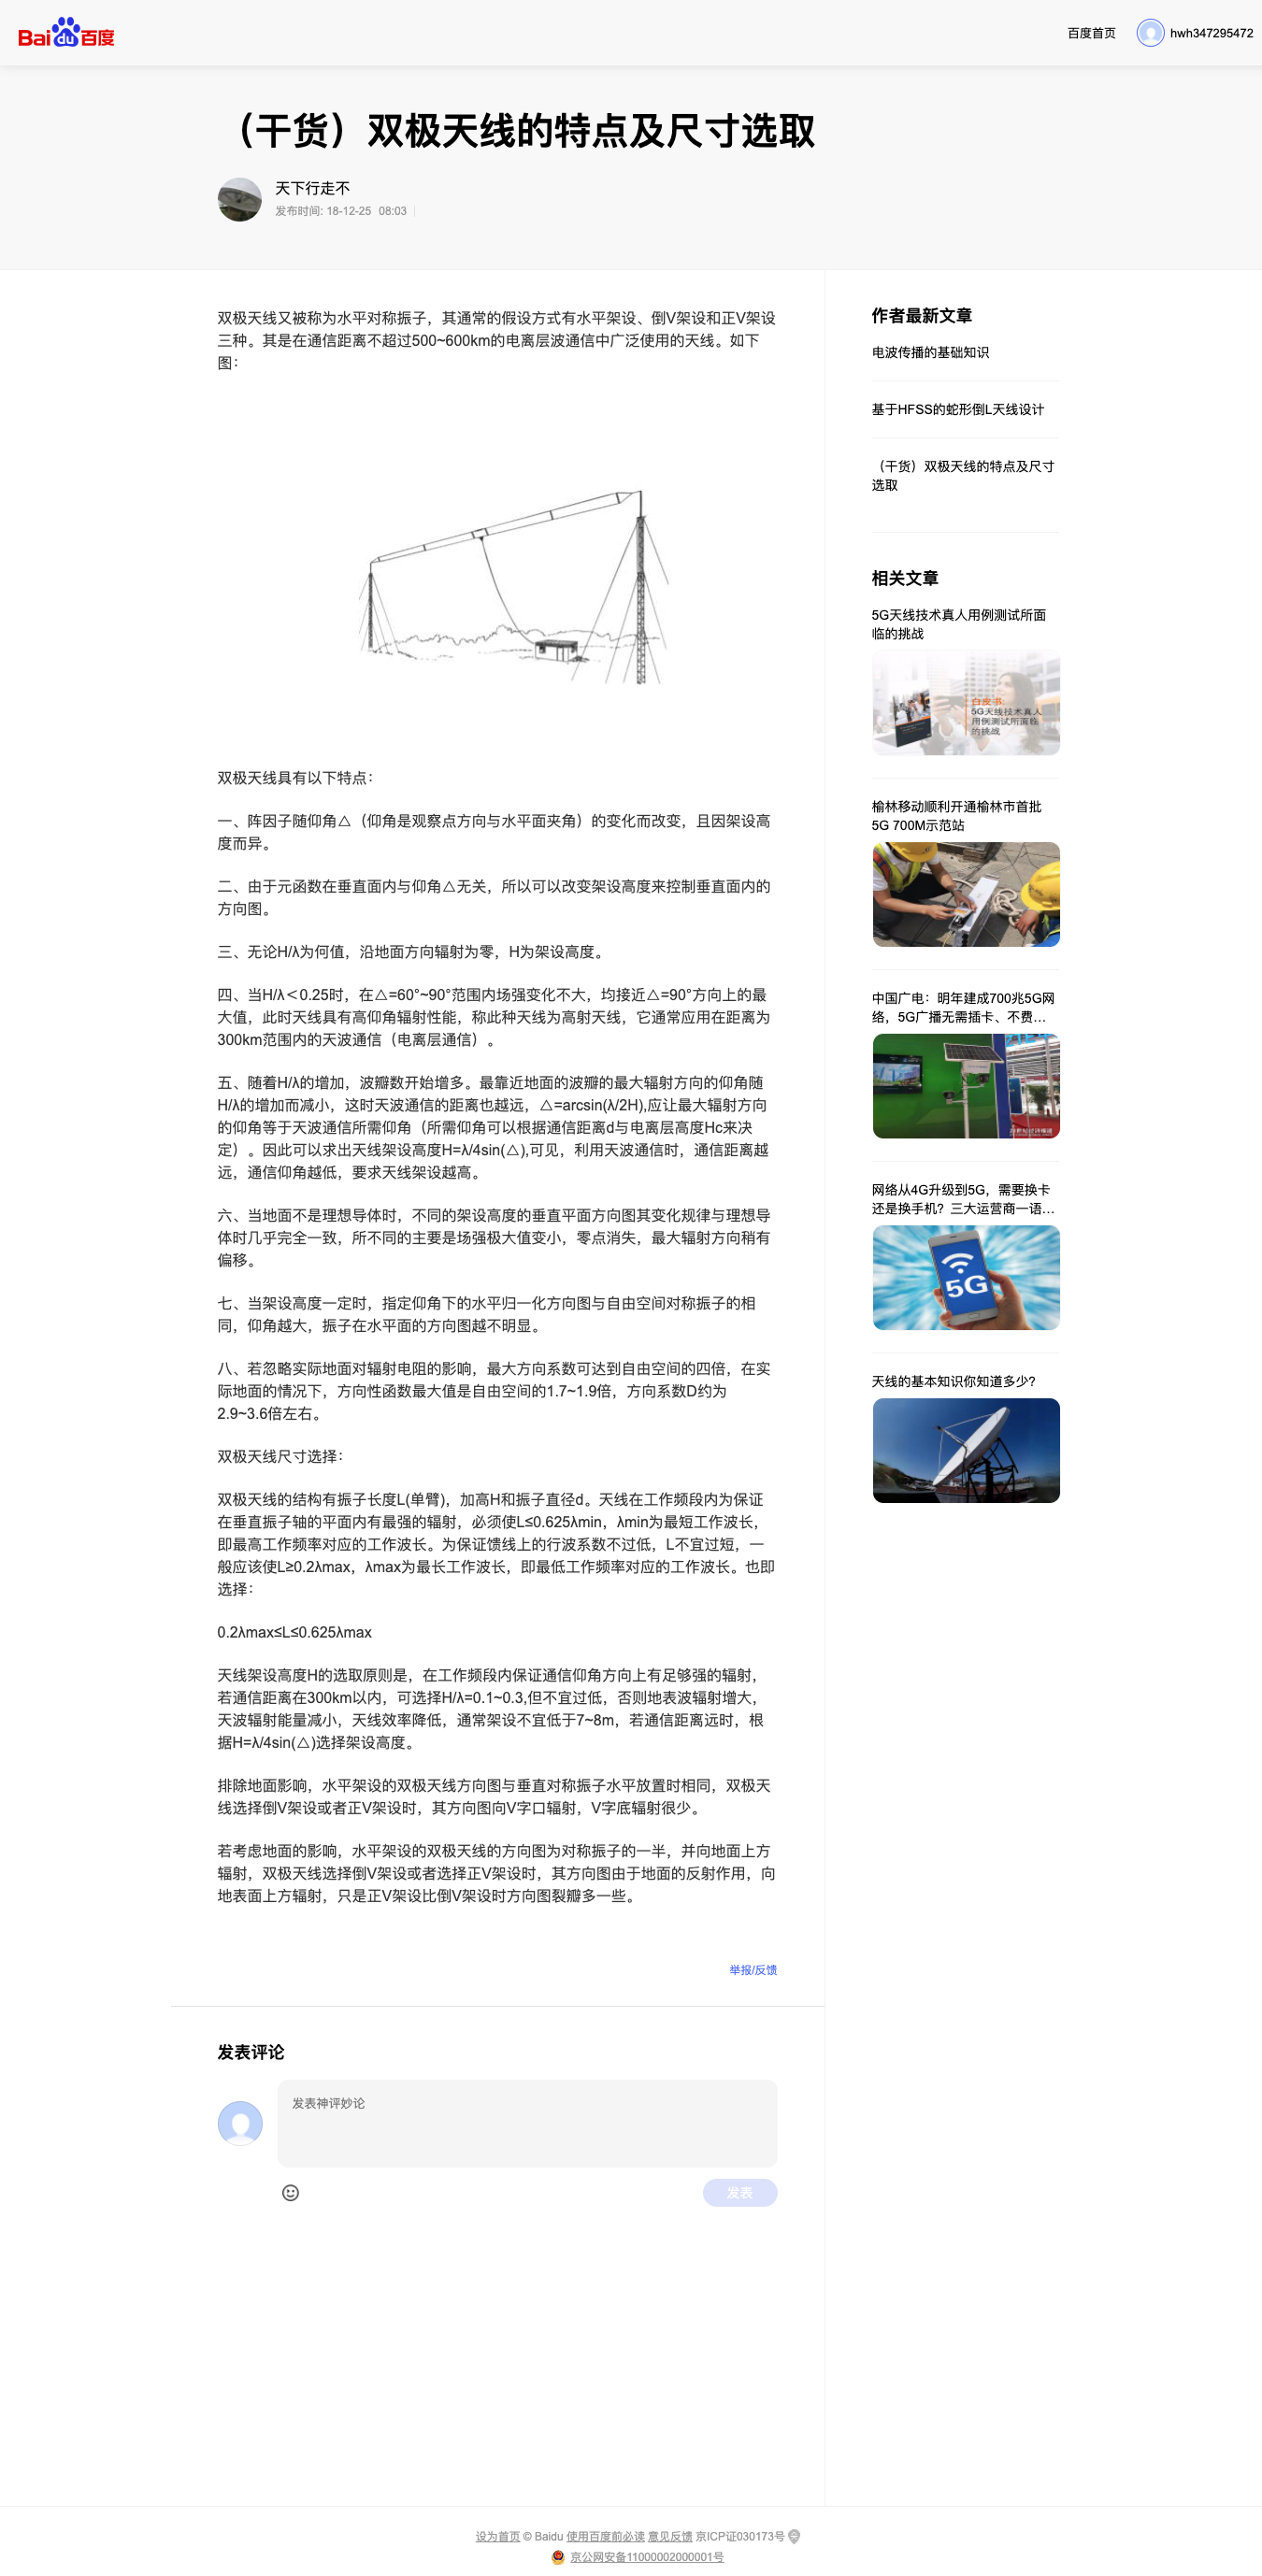 Bai du 百度
百度首页
hwh347295472
（干货）双极天线的特点及尺寸选取
天下行走不
发布时间: 18-12-25 08:03
双极天线又被称为水平对称振子，其通常的假设方式有水平架设、倒V架设和正V架设
三种。其是在通信距离不超过500~600km的电离层波通信中广泛使用的天线。如下
图：
双极天线具有以下特点：
一、阵因子随仰角△（仰角是观察点方向与水平面夹角）的变化而改变，且因架设高
度而异。
二、由于元函数在垂直面内与仰角△无关，所以可以改变架设高度来控制垂直面内的
方向图。
三、无论H/λ为何值，沿地面方向辐射为零，H为架设高度。
四、当H/λ＜0.25时，在△=60°~90°范围内场强变化不大，均接近△=90°方向上的最
大值，此时天线具有高仰角辐射性能，称此种天线为高射天线，它通常应用在距离为
300km范围内的天波通信（电离层通信）。
五、随着H/λ的增加，波瓣数开始增多。最靠近地面的波瓣的最大辐射方向的仰角随
H/λ的增加而减小，这时天波通信的距离也越远，△=arcsin(λ/2H),应让最大辐射方向
的仰角等于天波通信所需仰角（所需仰角可以根据通信距离d与电离层高度Hc来决
定）。因此可以求出天线架设高度H=λ/4sin(△),可见，利用天波通信时，通信距离越
远，通信仰角越低，要求天线架设越高。
六、当地面不是理想导体时，不同的架设高度的垂直平面方向图其变化规律与理想导
体时几乎完全一致，所不同的主要是场强极大值变小，零点消失，最大辐射方向稍有
偏移。
七、当架设高度一定时，指定仰角下的水平归一化方向图与自由空间对称振子的相
同，仰角越大，振子在水平面的方向图越不明显。
八、若忽略实际地面对辐射电阻的影响，最大方向系数可达到自由空间的四倍，在实
际地面的情况下，方向性函数最大值是自由空间的1.7~1.9倍，方向系数D约为
2.9~3.6倍左右。
双极天线尺寸选择：
双极天线的结构有振子长度L(单臂)，加高H和振子直径d。天线在工作频段内为保证
在垂直振子轴的平面内有最强的辐射，必须使L≤0.625λmin，λmin为最短工作波长，
即最高工作频率对应的工作波长。为保证馈线上的行波系数不过低，L不宜过短，一
般应该使L≥0.2λmax，λmax为最长工作波长，即最低工作频率对应的工作波长。也即
选择：
0.2λmax≤L≤0.625λmax
天线架设高度H的选取原则是，在工作频段内保证通信仰角方向上有足够强的辐射，
若通信距离在300km以内，可选择H/λ=0.1~0.3,但不宜过低，否则地表波辐射增大，
天波辐射能量减小，天线效率降低，通常架设不宜低于7~8m，若通信距离远时，根
据H=λ/4sin(△)选择架设高度。
排除地面影响，水平架设的双极天线方向图与垂直对称振子水平放置时相同，双极天
线选择倒V架设或者正V架设时，其方向图向V字口辐射，V字底辐射很少。
若考虑地面的影响，水平架设的双极天线的方向图为对称振子的一半，并向地面上方
辐射，双极天线选择倒V架设或者选择正V架设时，其方向图由于地面的反射作用，向
地表面上方辐射，只是正V架设比倒V架设时方向图裂瓣多一些。
举报/反馈
发表评论
发表神评妙论
发表
作者最新文章
电波传播的基础知识
基于HFSS的蛇形倒L天线设计
（干货）双极天线的特点及尺寸
选取
相关文章
5G天线技术真人用例测试所面
临的挑战
白皮书:
5G天线技术真人
用例测试所面临
的挑战
榆林移动顺利开通榆林市首批
5G 700M示范站
中国广电：明年建成700兆5G网
络，5G广播无需插卡、不费...
网络从4G升级到5G，需要换卡
还是换手机？三大运营商一语...
5G
天线的基本知识你知道多少？
设为首页 © Baidu 使用百度前必读 意见反馈 京ICP证030173号
京公网安备11000002000001号